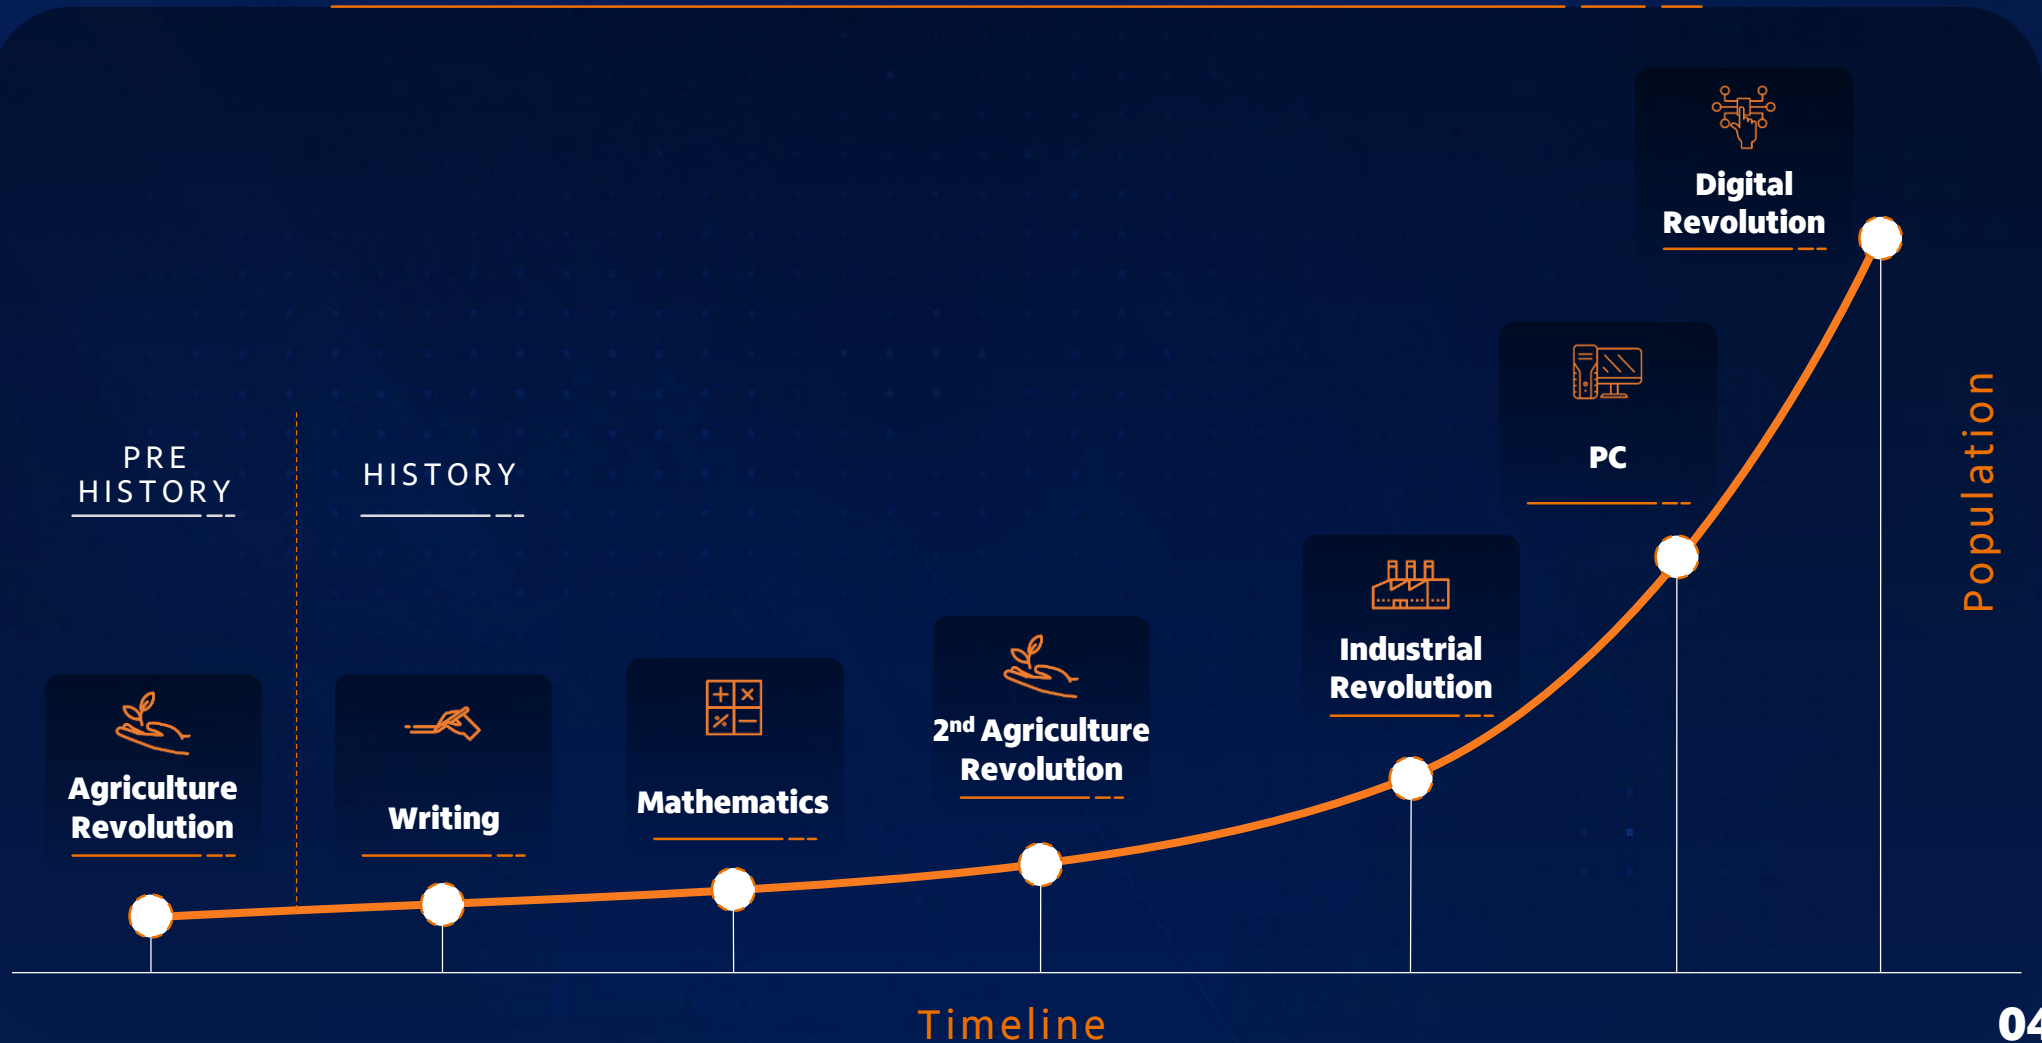 PRE
HISTORY
HISTORY
Agriculture
Revolution
Writing
Mathematics
2nd Agriculture
Revolution
Industrial
Revolution
PC
Digital
Revolution
Population
Timeline
04